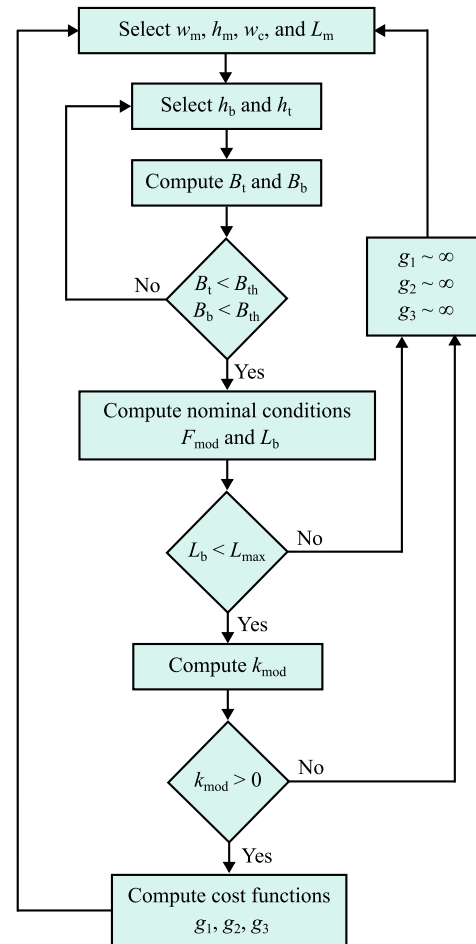 Select w_m, h_m, w_c, and L_m
Select h_b and h_t
Compute B_t and B_b
B_t < B_th
B_b < B_th
No
Yes
g_1 ~ ∞
g_2 ~ ∞
g_3 ~ ∞
Compute nominal conditions
F_mod and L_b
L_b < L_max
No
Yes
Compute k_mod
k_mod > 0
No
Yes
Compute cost functions
g_1, g_2, g_3